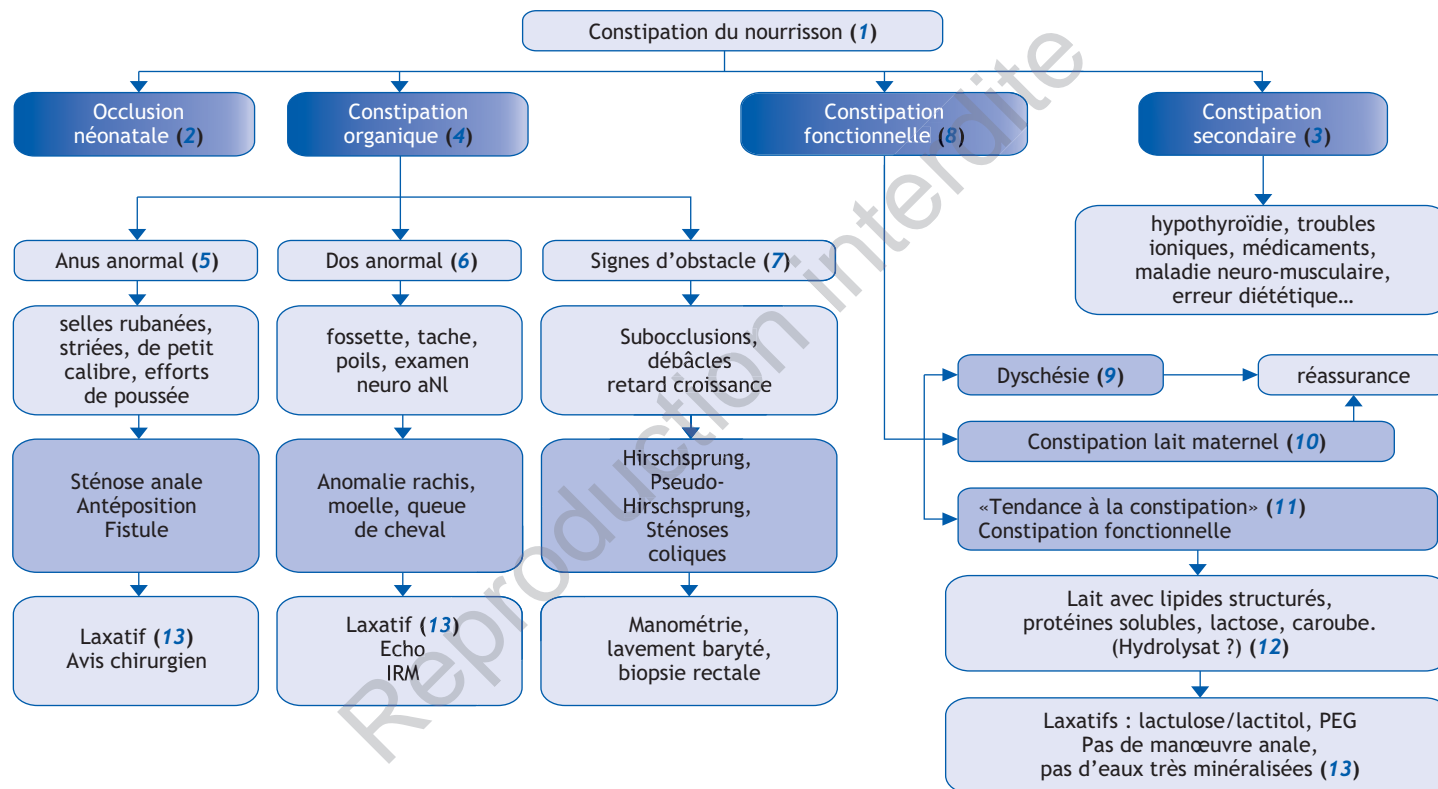 Constipation du nourrisson (1)
Occlusion
néonatale (2)
Constipation
organique (4)
Constipation
fonctionnelle (8)
Constipation
secondaire (3)
hypothyroïdie, troubles
ioniques, médicaments,
maladie neuro-musculaire,
erreur diététique…
Anus anormal (5)
Dos anormal (6)
Signes d’obstacle (7)
selles rubanées,
striées, de petit
calibre, efforts
de poussée
fossette, tache,
poils, examen
neuro aNl
Subocclusions,
débâcles
retard croissance
Sténose anale
Antéposition
Fistule
Anomalie rachis,
moelle, queue
de cheval
Hirschsprung,
Pseudo-
Hirschsprung,
Sténoses
coliques
Laxatif (13)
Avis chirurgien
Laxatif (13)
Echo
IRM
Manométrie,
lavement baryté,
biopsie rectale
Dyschésie (9)
réassurance
Constipation lait maternel (10)
«Tendance à la constipation» (11)
Constipation fonctionnelle
Lait avec lipides structurés,
protéines solubles, lactose, caroube.
(Hydrolysat ?) (12)
Laxatifs : lactulose/lactitol, PEG
Pas de manœuvre anale,
pas d’eaux très minéralisées (13)
Reproduction interdite